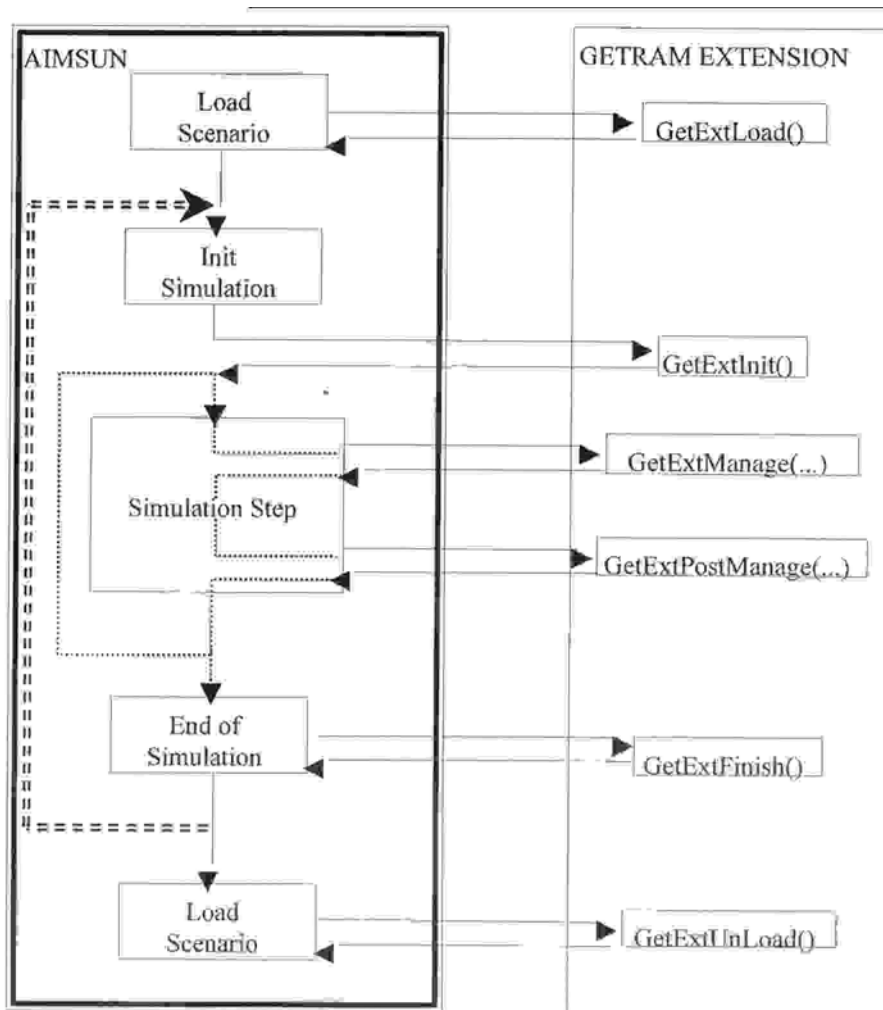 AIMSUN
GETRAM EXTENSION
Load
Scenario
GetExtLoad()
Init
Simulation
GetExtInit()
GetExtManage(...)
Simulation Step
GetExtPostManage(...)
End of
Simulation
GetExtFinish()
Load
Scenario
GetExtUnLoad()